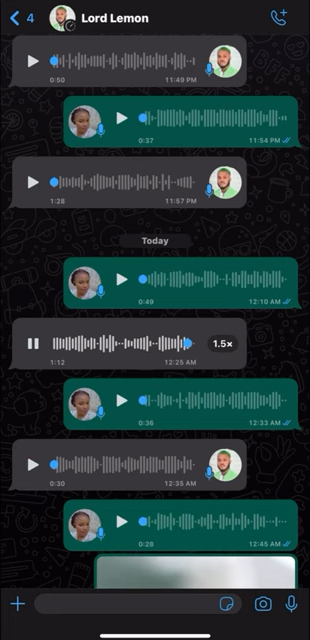 4
Lord Lemon
0:50 11:49 PM
0:37 11:54 PM
1:28 11:57 PM
Today
0:49 12:10 AM
1.5×
1:12 12:25 AM
0:36 12:33 AM
0:30 12:35 AM
0:28 12:45 AM